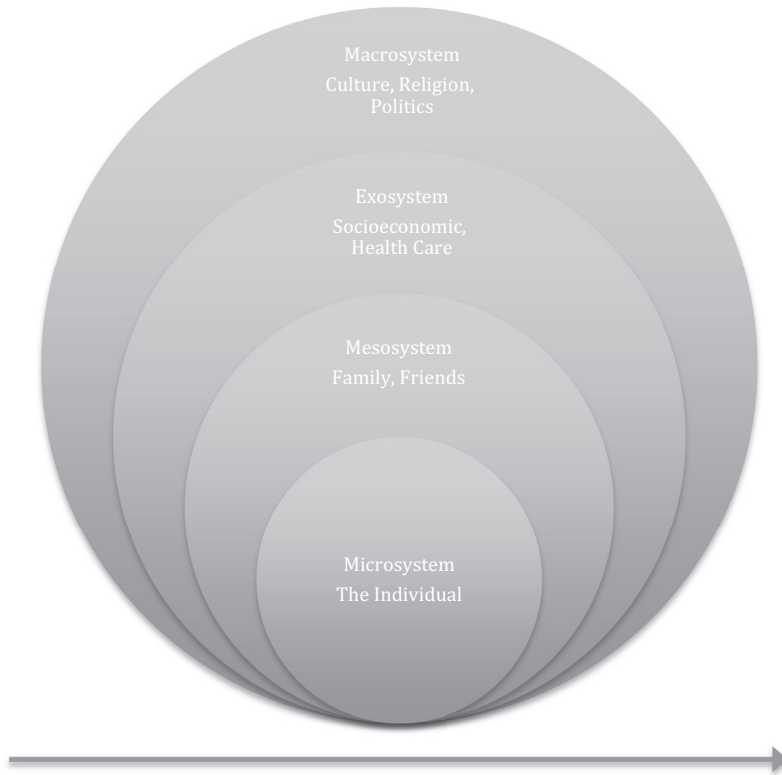 Macrosystem
Culture, Religion,
Politics
Exosystem
Socioeconomic,
Health Care
Mesosystem
Family, Friends
Microsystem
The Individual